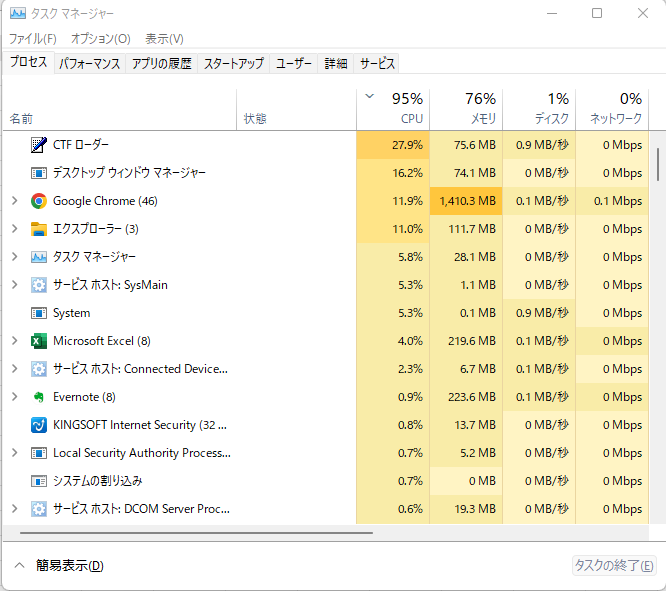 タスク マネージャー
ファイル(F) オプション(O) 表示(V)
プロセス パフォーマンス アプリの履歴 スタートアップ ユーザー 詳細 サービス
95% 76% 1% 0%
名前 状態 CPU メモリ ディスク ネットワーク
CTF ローダー 27.9% 75.6 MB 0.9 MB/秒 0 Mbps
デスクトップ ウィンドウ マネージャー 16.2% 74.1 MB 0 MB/秒 0 Mbps
Google Chrome (46) 11.9% 1,410.3 MB 0.1 MB/秒 0.1 Mbps
エクスプローラー (3) 11.0% 111.7 MB 0 MB/秒 0 Mbps
タスク マネージャー 5.8% 28.1 MB 0 MB/秒 0 Mbps
サービス ホスト: SysMain 5.3% 1.1 MB 0 MB/秒 0 Mbps
System 5.3% 0.1 MB 0.9 MB/秒 0 Mbps
Microsoft Excel (8) 4.0% 219.6 MB 0.1 MB/秒 0 Mbps
サービス ホスト: Connected Device... 2.3% 6.7 MB 0.1 MB/秒 0 Mbps
Evernote (8) 0.9% 223.6 MB 0.1 MB/秒 0 Mbps
KINGSOFT Internet Security (32 ... 0.8% 13.7 MB 0 MB/秒 0 Mbps
Local Security Authority Process... 0.7% 5.2 MB 0 MB/秒 0 Mbps
システムの割り込み 0.7% 0 MB 0 MB/秒 0 Mbps
サービス ホスト: DCOM Server Proc... 0.6% 19.3 MB 0 MB/秒 0 Mbps
簡易表示(D) タスクの終了(E)